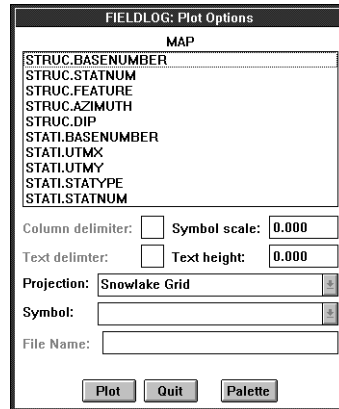 FIELDLOG: Plot Options
MAP
STRUC.BASENUMBER
STRUC.STATNUM
STRUC.FEATURE
STRUC.AZIMUTH
STRUC.DIP
STATI.BASENUMBER
STATI.UTMX
STATI.UTMY
STATI.STATYPE
STATI.STATNUM
Column delimiter: Symbol scale: 0.000
Text delimter: Text height: 0.000
Projection: Snowlake Grid
Symbol:
File Name:
Plot Quit Palette